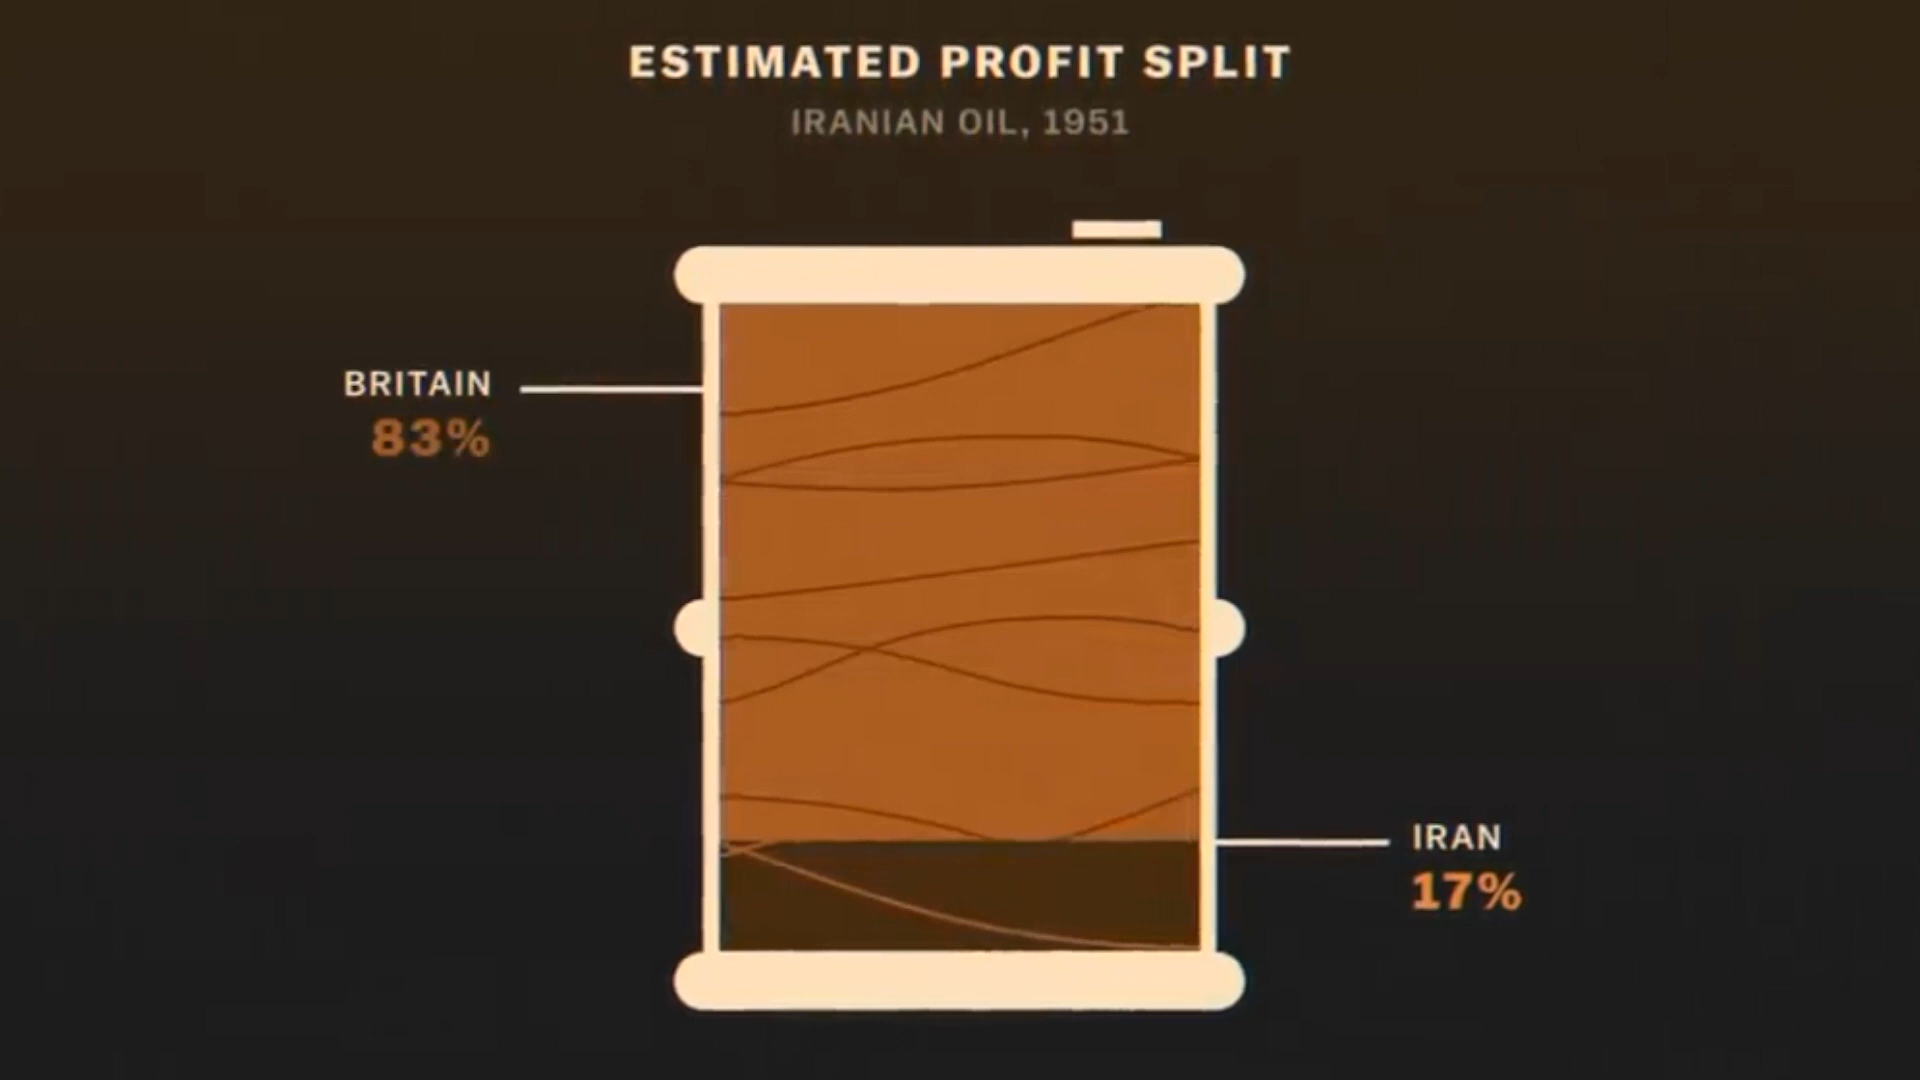 ESTIMATED PROFIT SPLIT
IRANIAN OIL, 1951
BRITAIN
83%
IRAN
17%